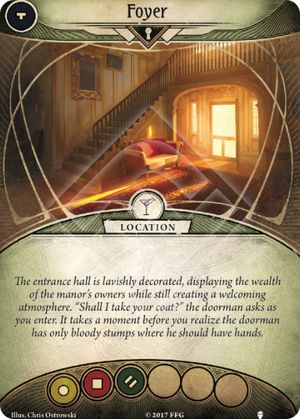 Foyer
LOCATION
The entrance hall is lavishly decorated, displaying the wealth
of the manor's owners while still creating a welcoming
atmosphere. "Shall I take your coat?" the doorman asks as
you enter. It takes a moment before you realize the doorman
has only bloody stumps where he should have hands.
Illus. Chris Ostrowski
© 2017 FFG